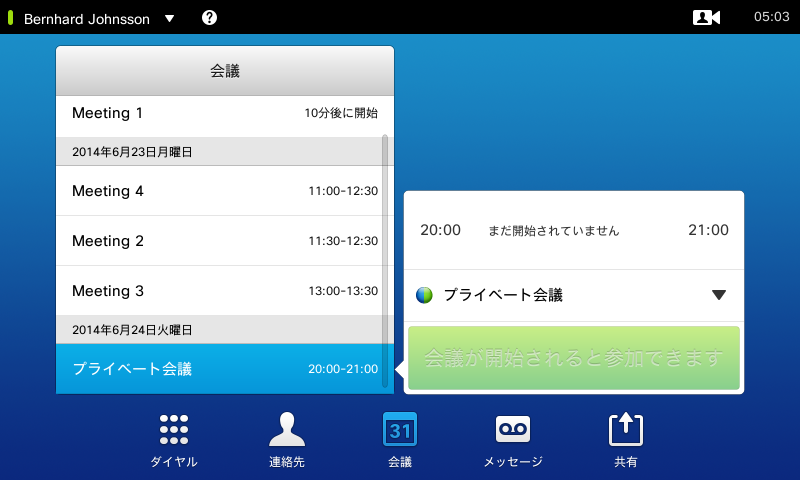 Bernhard Johnsson
05:03
会議
Meeting 1 10分後に開始
2014年6月23日月曜日
Meeting 4 11:00-12:30
Meeting 2 11:30-12:30
Meeting 3 13:00-13:30
2014年6月24日火曜日
プライベート会議 20:00-21:00
20:00 まだ開始されていません 21:00
プライベート会議
会議が開始されると参加できます
31
ダイヤル 連絡先 会議 メッセージ 共有